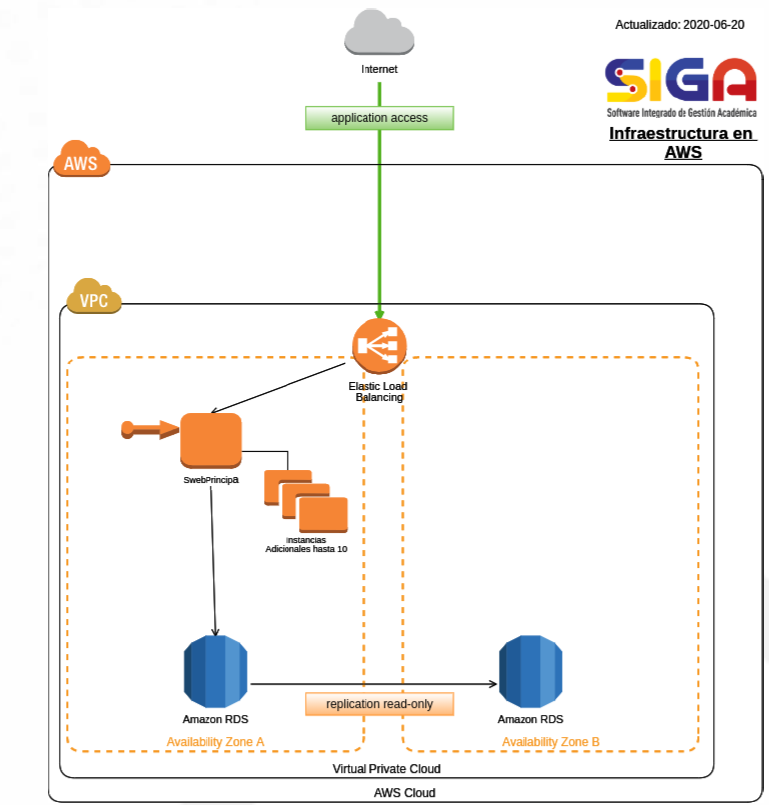 Actualizado: 2020-06-20
SIGA
Software Integrado de Gestión Académica
Infraestructura en
AWS
Internet
application access
AWS
VPC
Elastic Load
Balancing
SwebPrincipa
Instancias
Adicionales hasta 10
Amazon RDS
replication read-only
Amazon RDS
Availability Zone A
Availability Zone B
Virtual Private Cloud
AWS Cloud